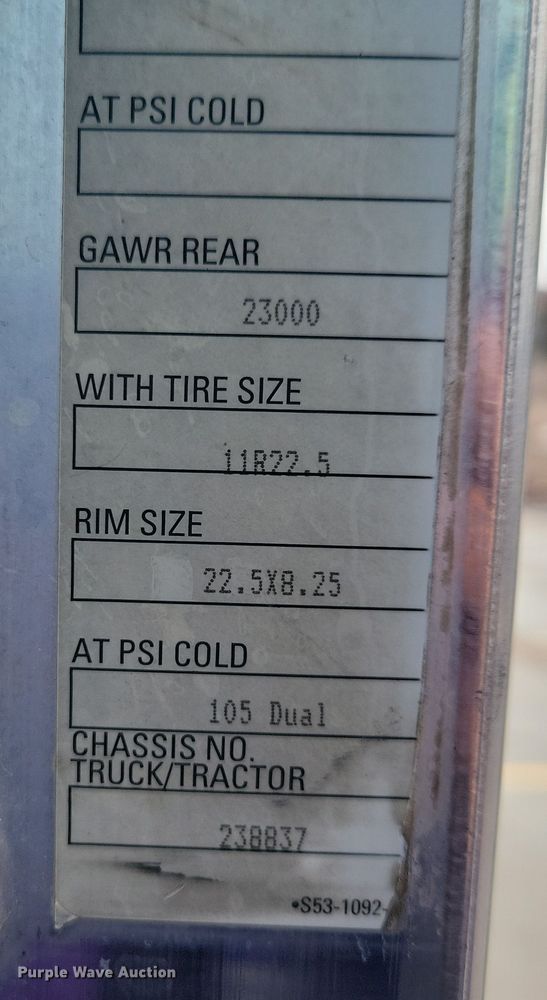 AT PSI COLD
GAWR REAR
23000
WITH TIRE SIZE
11R22.5
RIM SIZE
22.5X8.25
AT PSI COLD
105 Dual
CHASSIS NO.
TRUCK/TRACTOR
238837
•S53-1092-
Purple Wave Auction